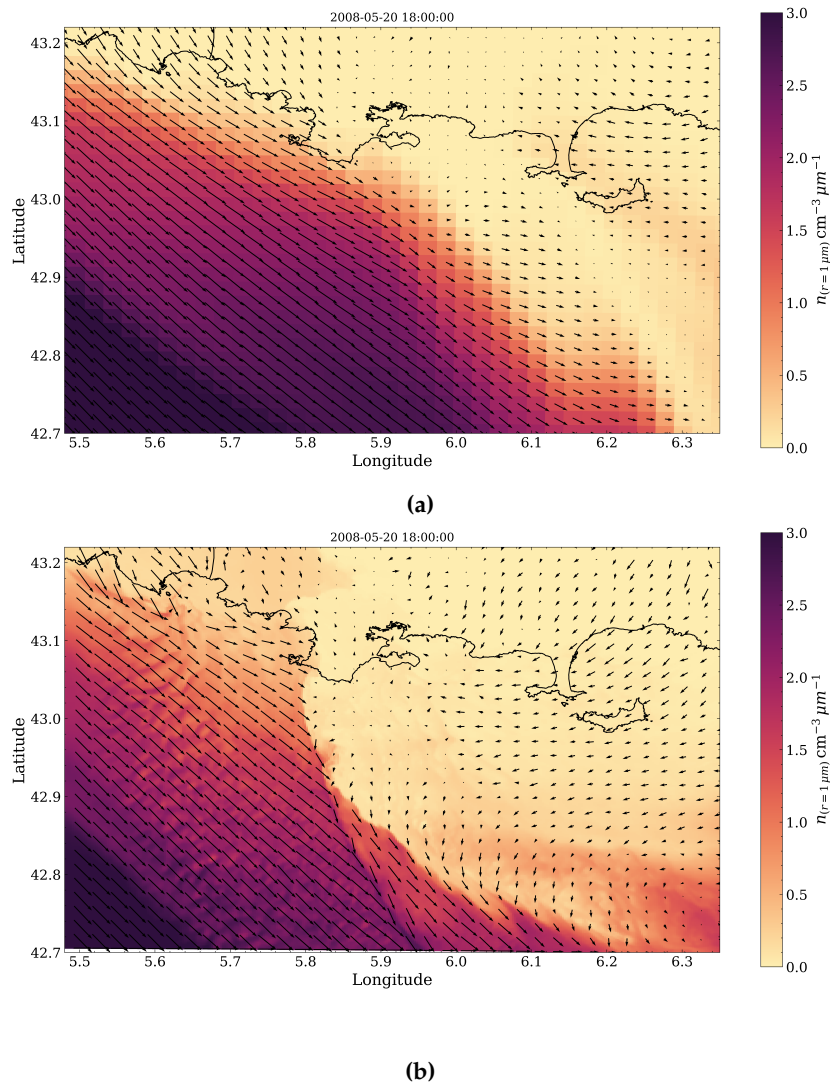 2008-05-20 18:00:00
43.2
43.1
43.0
42.9
42.8
42.7
Latitude
5.5 5.6 5.7 5.8 5.9 6.0 6.1 6.2 6.3
Longitude
3.0
2.5
2.0
1.5
1.0
0.5
0.0
n(r = 1 μm) cm−3 μm−1
(a)
2008-05-20 18:00:00
43.2
43.1
43.0
42.9
42.8
42.7
Latitude
5.5 5.6 5.7 5.8 5.9 6.0 6.1 6.2 6.3
Longitude
3.0
2.5
2.0
1.5
1.0
0.5
0.0
n(r = 1 μm) cm−3 μm−1
(b)